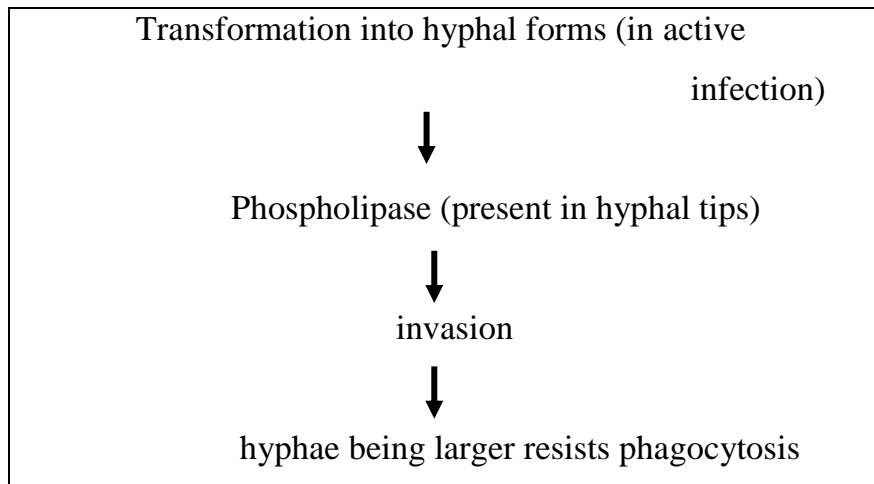 Transformation into hyphal forms (in active
infection)
Phospholipase (present in hyphal tips)
invasion
hyphae being larger resists phagocytosis